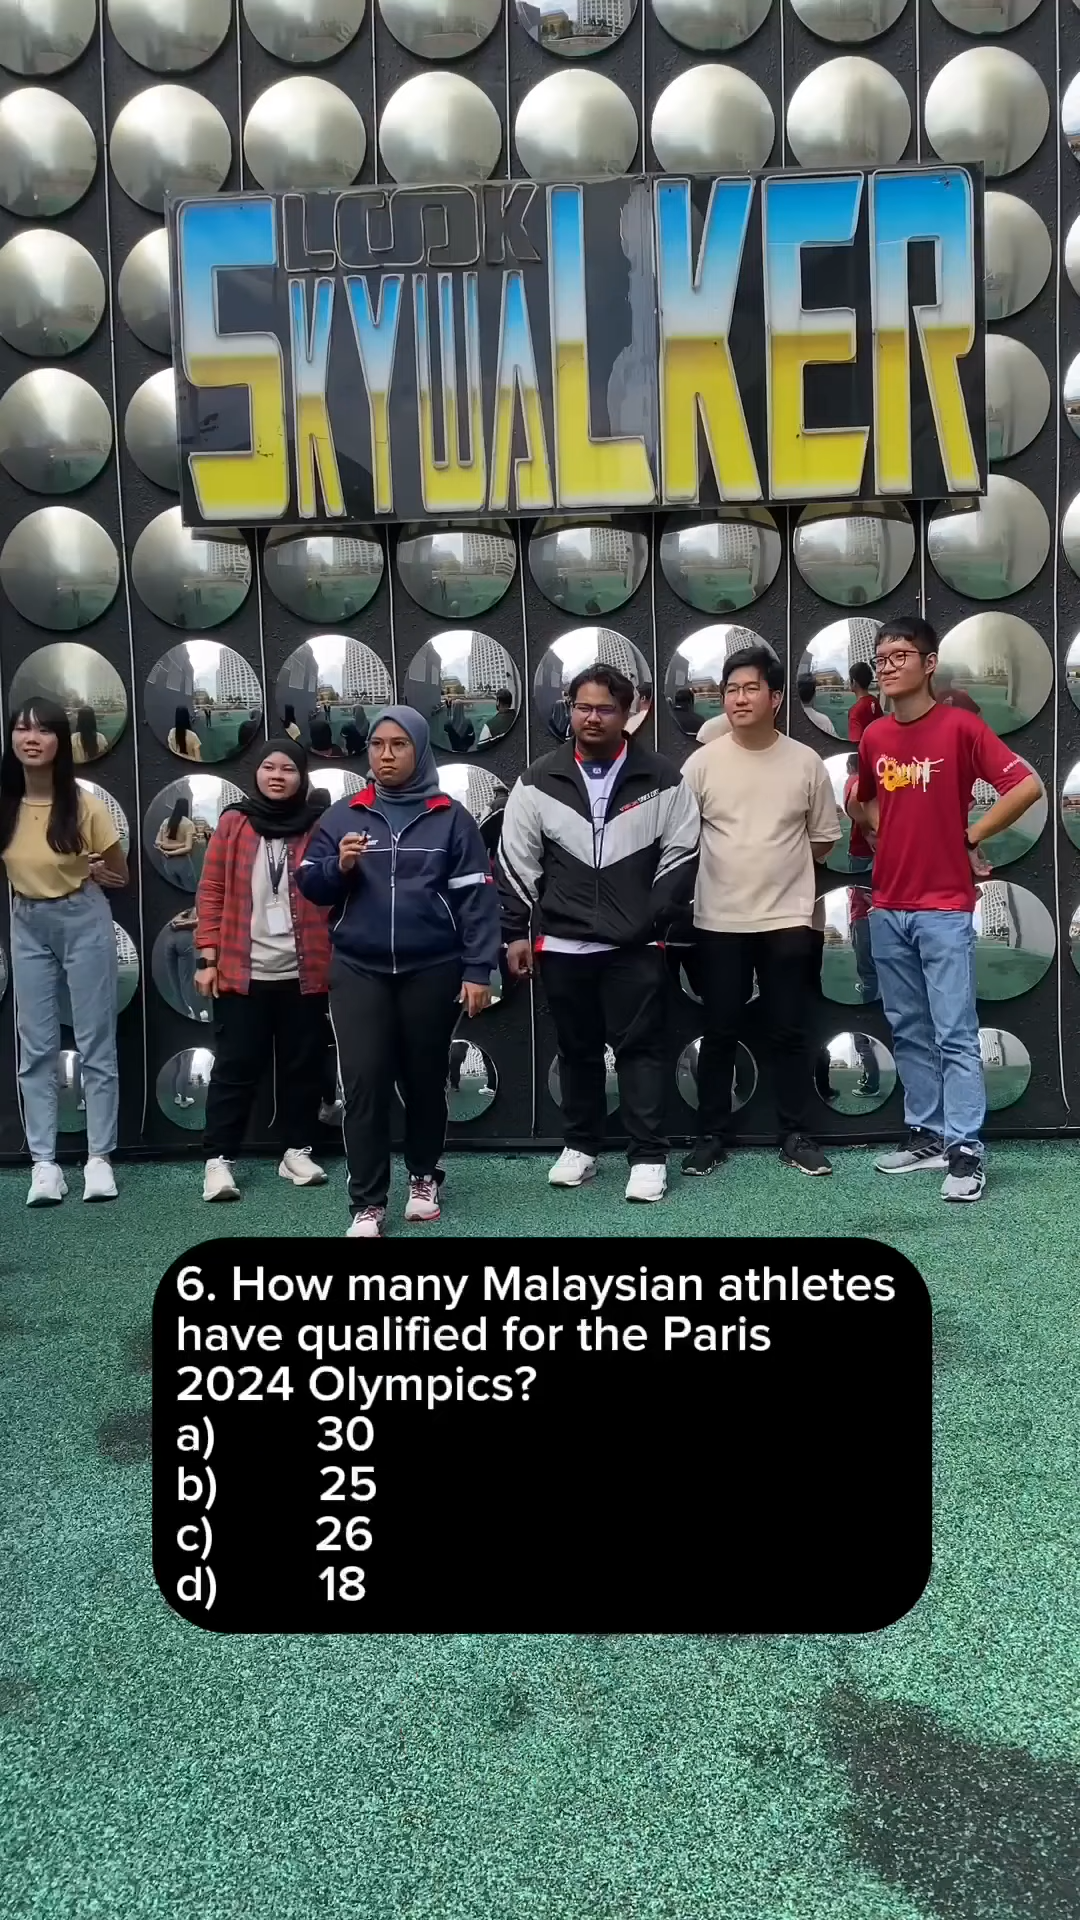 LOOK
SKYWALKER
6. How many Malaysian athletes
have qualified for the Paris
2024 Olympics?
a) 30
b) 25
c) 26
d) 18